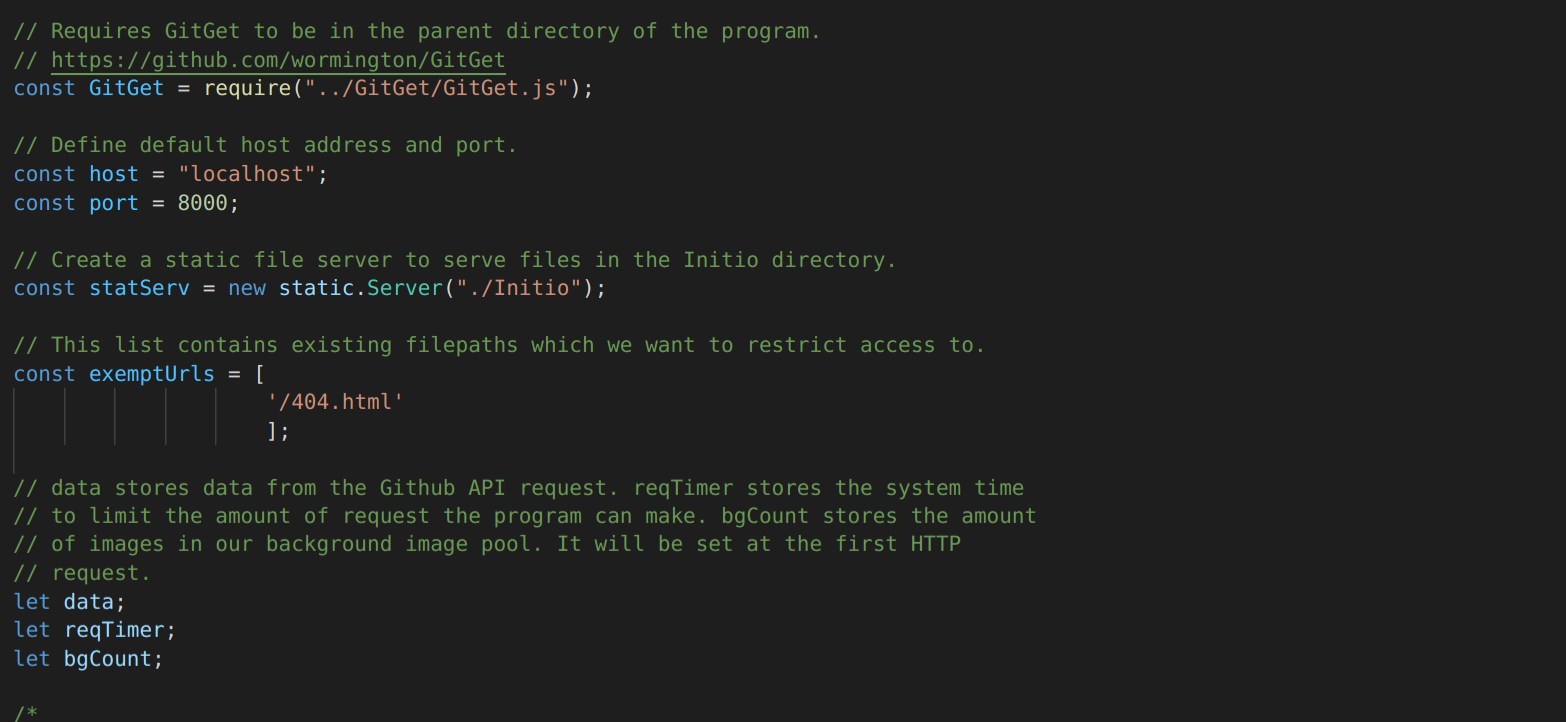 // Requires GitGet to be in the parent directory of the program.
// https://github.com/wormington/GitGet
const GitGet = require("../GitGet/GitGet.js");
// Define default host address and port.
const host = "localhost";
const port = 8000;
// Create a static file server to serve files in the Initio directory.
const statServ = new static.Server("./Initio");
// This list contains existing filepaths which we want to restrict access to.
const exemptUrls = [
'/404.html'
];
// data stores data from the Github API request. reqTimer stores the system time
// to limit the amount of request the program can make. bgCount stores the amount
// of images in our background image pool. It will be set at the first HTTP
// request.
let data;
let reqTimer;
let bgCount;
/*